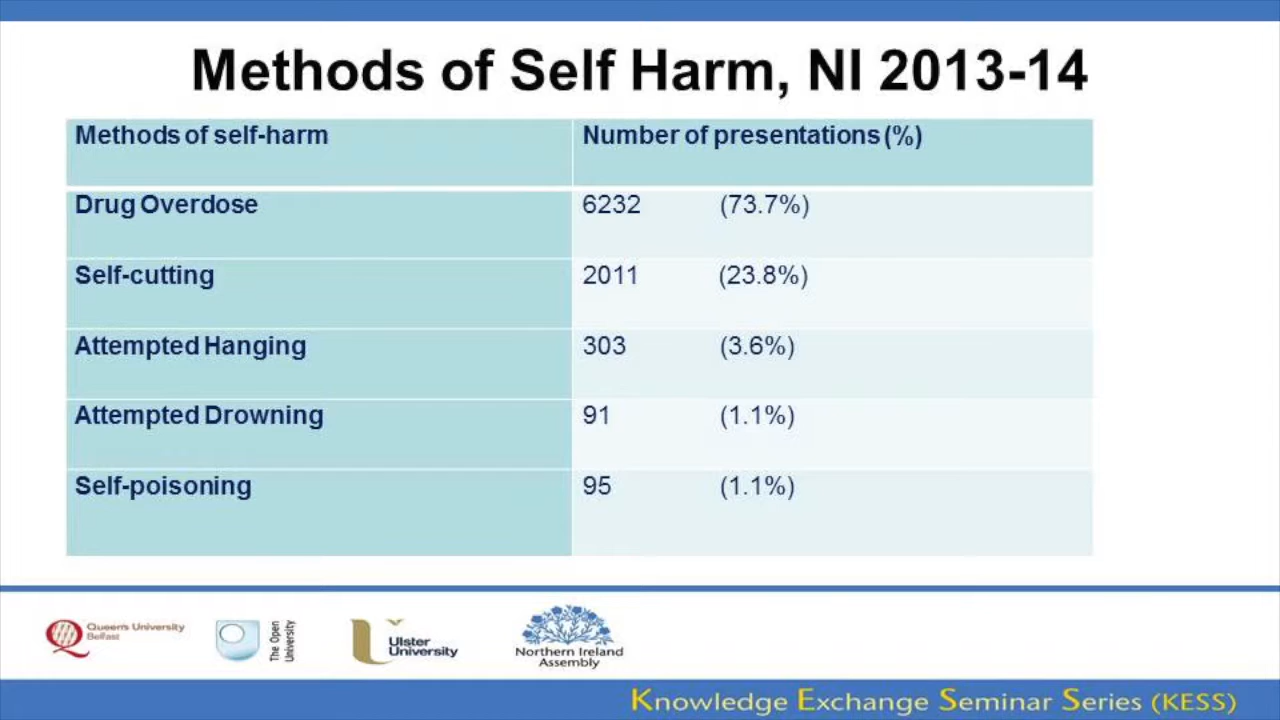 Methods of Self Harm, NI 2013-14
Methods of self-harm Number of presentations (%)
Drug Overdose 6232 (73.7%)
Self-cutting 2011 (23.8%)
Attempted Hanging 303 (3.6%)
Attempted Drowning 91 (1.1%)
Self-poisoning 95 (1.1%)
Queen's University
Belfast
The Open
University
Ulster
University
Northern Ireland
Assembly
Knowledge Exchange Seminar Series (KESS)